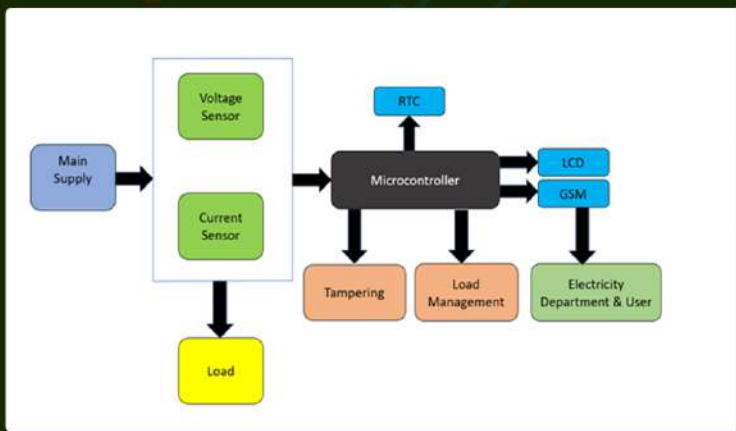 Voltage
Sensor
RTC
Main
Supply
Microcontroller
LCD
GSM
Current
Sensor
Tampering
Load
Management
Electricity
Department & User
Load